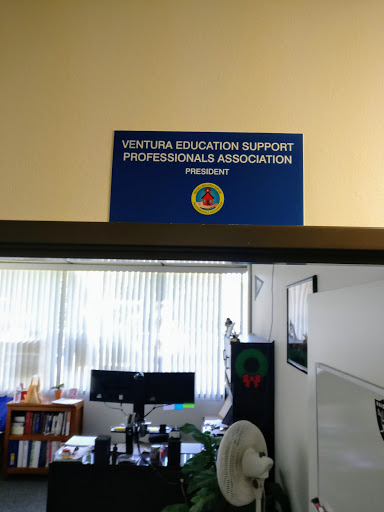 VENTURA EDUCATION SUPPORT
PROFESSIONALS ASSOCIATION
PRESIDENT